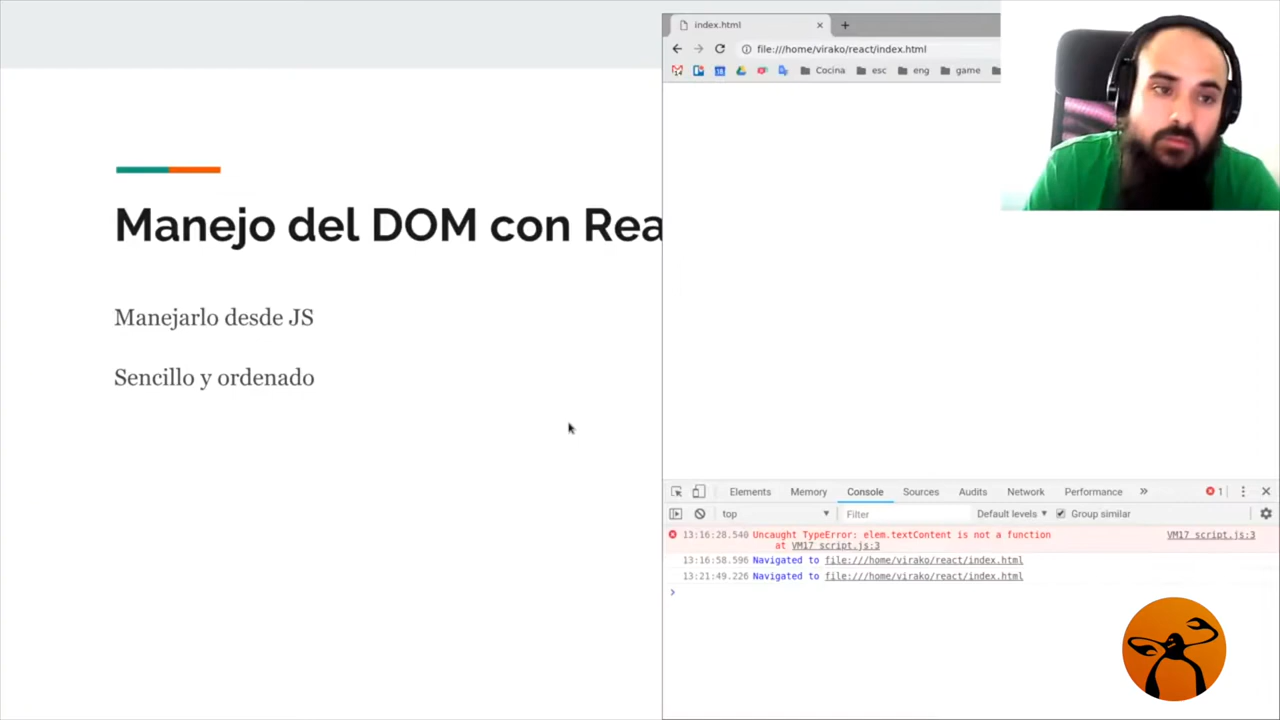 Manejo del DOM con Rea
Manejarlo desde JS
Sencillo y ordenado
index.html
file:///home/virako/react/index.html
Cocina esc eng game
Elements Memory Console Sources Audits Network Performance » 1
top Filter Default levels Group similar
13:16:28.540 Uncaught TypeError: elem.textContent is not a function VM17 script.js:3
at VM17 script.js:3
13:16:58.596 Navigated to file:///home/virako/react/index.html
13:21:49.226 Navigated to file:///home/virako/react/index.html
>